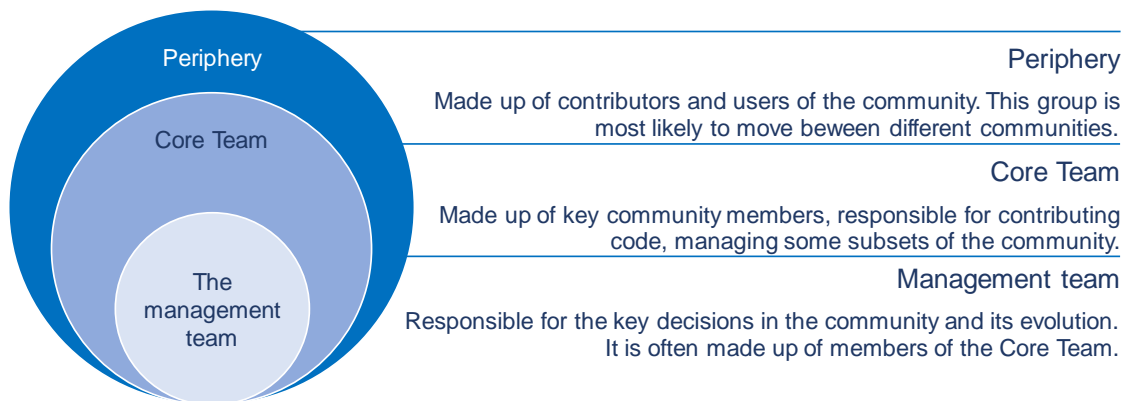 Periphery
Core Team
The
management
team
Periphery
Made up of contributors and users of the community. This group is
most likely to move beween different communities.
Core Team
Made up of key community members, responsible for contributing
code, managing some subsets of the community.
Management team
Responsible for the key decisions in the community and its evolution.
It is often made up of members of the Core Team.